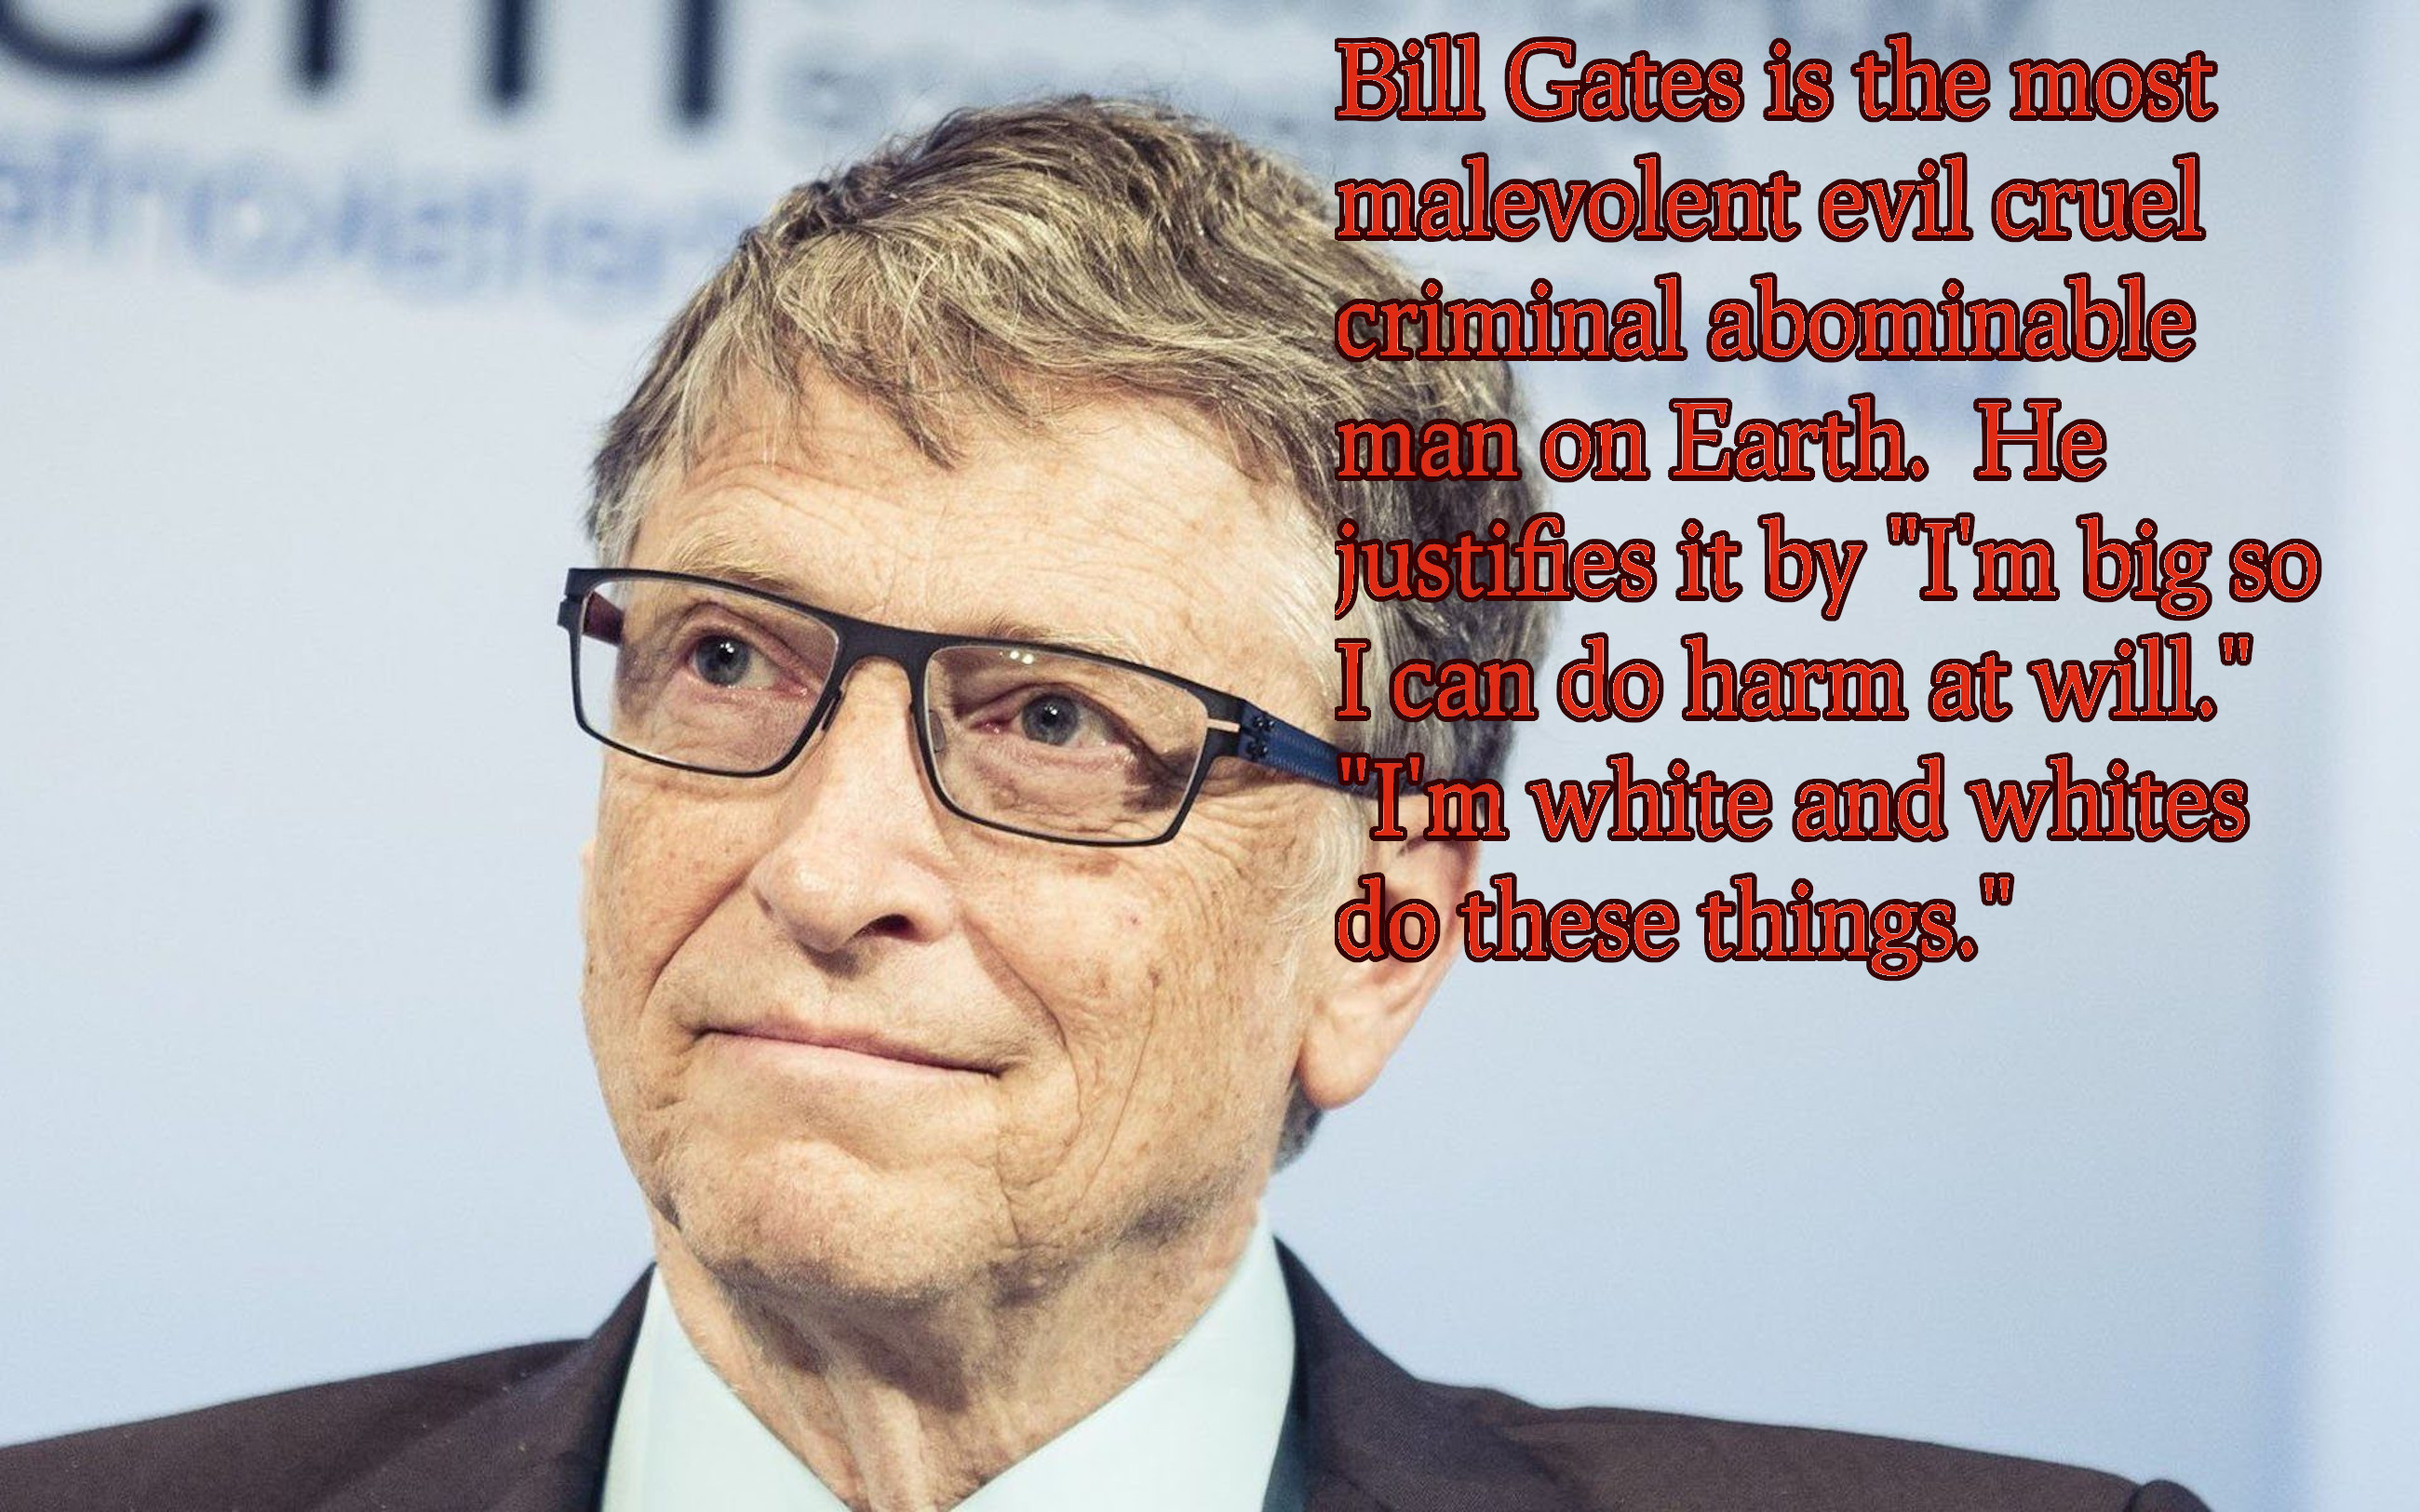 Bill Gates is the most
malevolent evil cruel
criminal abominable
man on Earth.  He
justifies it by "I'm big so
I can do harm at will."
"I'm white and whites
do these things."